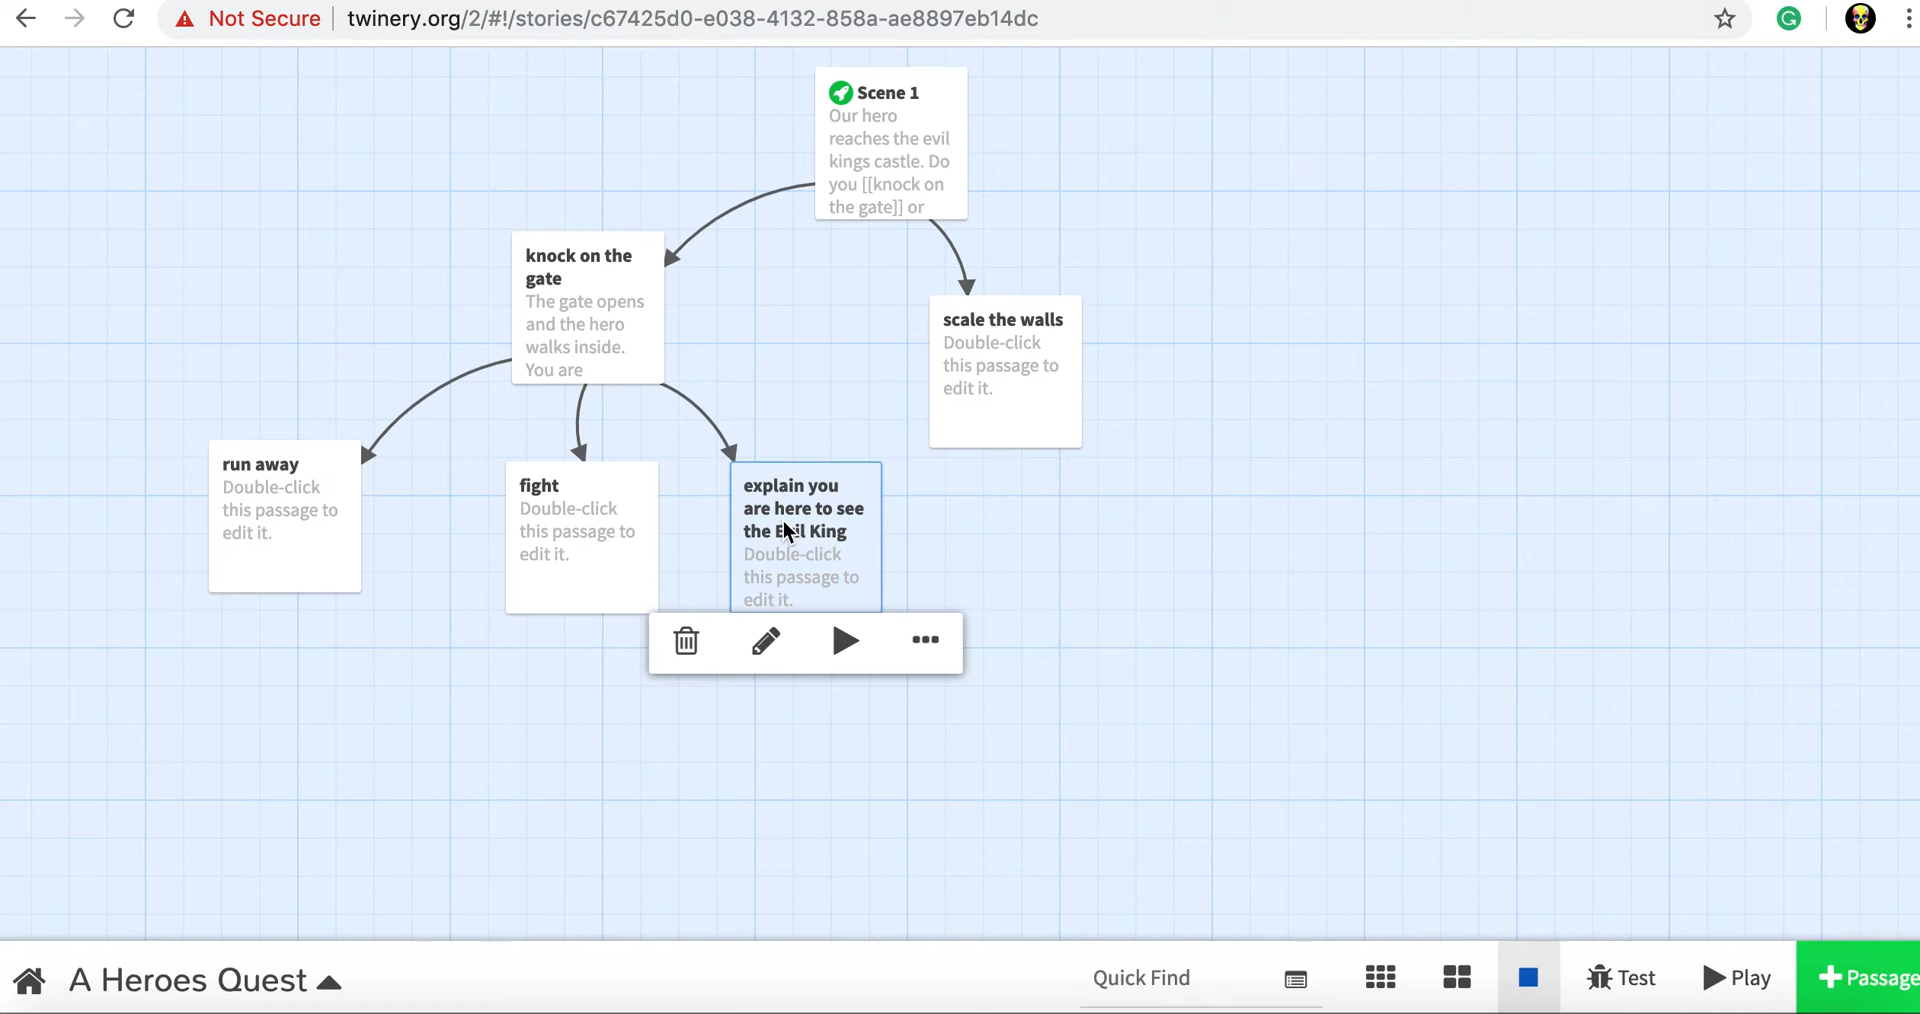 Not Secure
twinery.org/2/#!/stories/c67425d0-e038-4132-858a-ae8897eb14dc
Scene 1
Our hero
reaches the evil
kings castle. Do
you [[knock on
the gate]] or
knock on the
gate
The gate opens
and the hero
walks inside.
You are
scale the walls
Double-click
this passage to
edit it.
run away
Double-click
this passage to
edit it.
fight
Double-click
this passage to
edit it.
explain you
are here to see
the Evil King
Double-click
this passage to
edit it.
A Heroes Quest
Quick Find
Test
Play
Passage